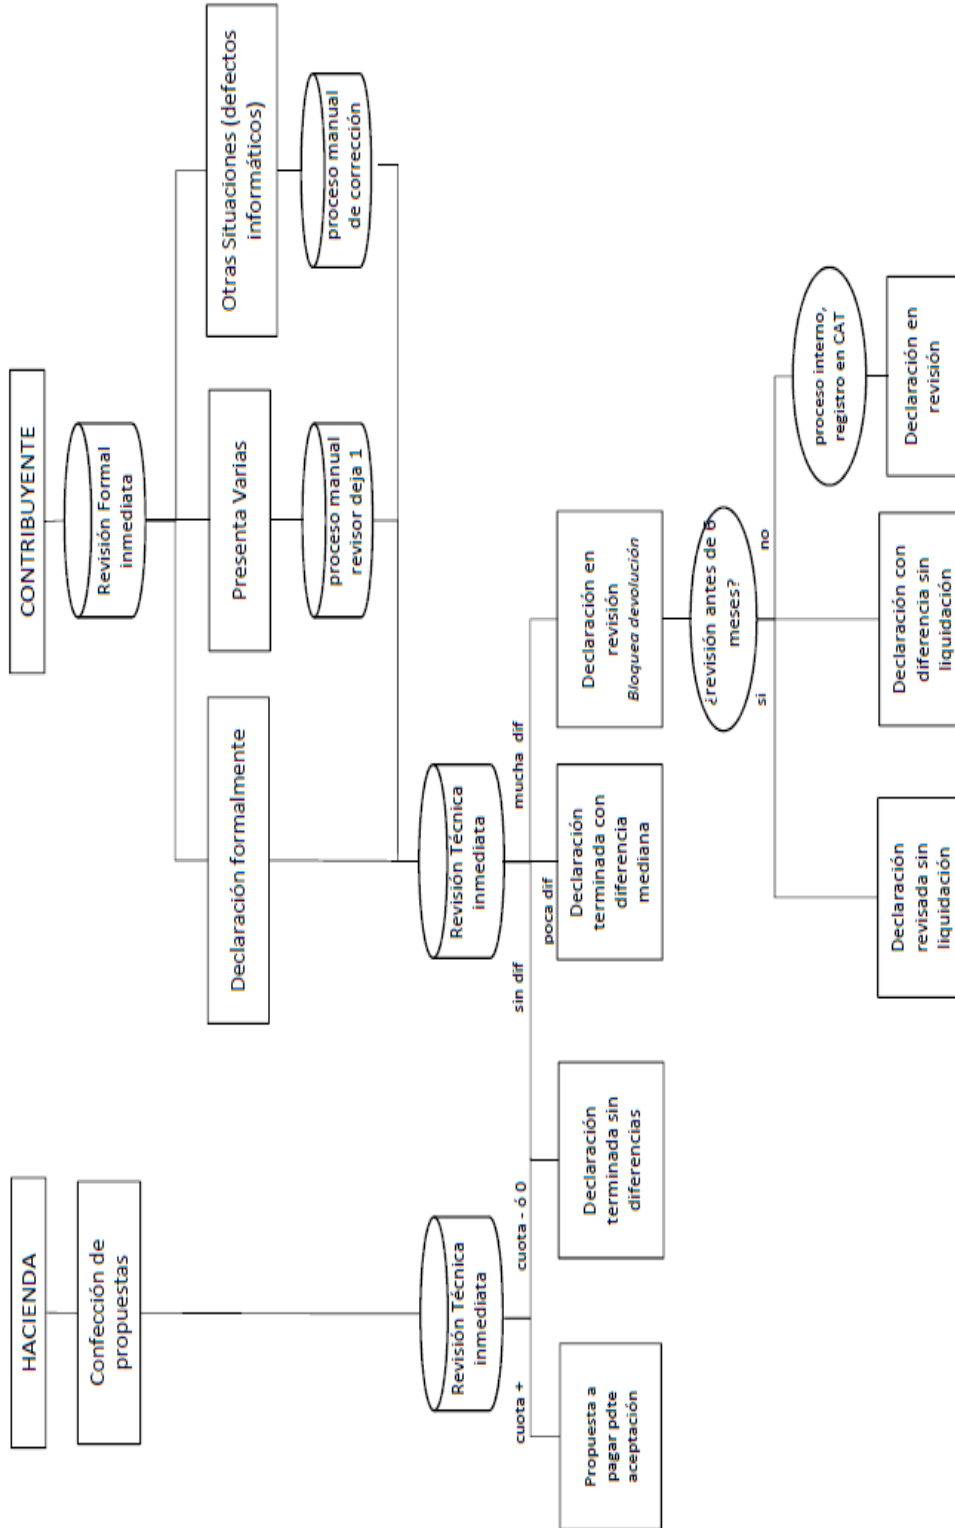 HACIENDA
Confección de
propuestas
Revisión Técnica
inmediata
cuota +
cuota - ó 0
Propuesta a
pagar pdte
aceptación
Declaración
terminada sin
diferencias
CONTRIBUYENTE
Revisión Formal
inmediata
Declaración formalmente
Presenta Varias
Otras Situaciones (defectos
informáticos)
proceso manual
revisor deja 1
proceso manual
de corrección
Revisión Técnica
inmediata
sin dif
poca dif
mucha dif
Declaración
terminada con
diferencia
mediana
Declaración en
revisión
Bloquea devolución
¿revisión antes de 6
meses?
si
no
Declaración
revisada sin
liquidación
Declaración con
diferencia sin
liquidación
proceso interno,
registro en CAT
Declaración en
revisión